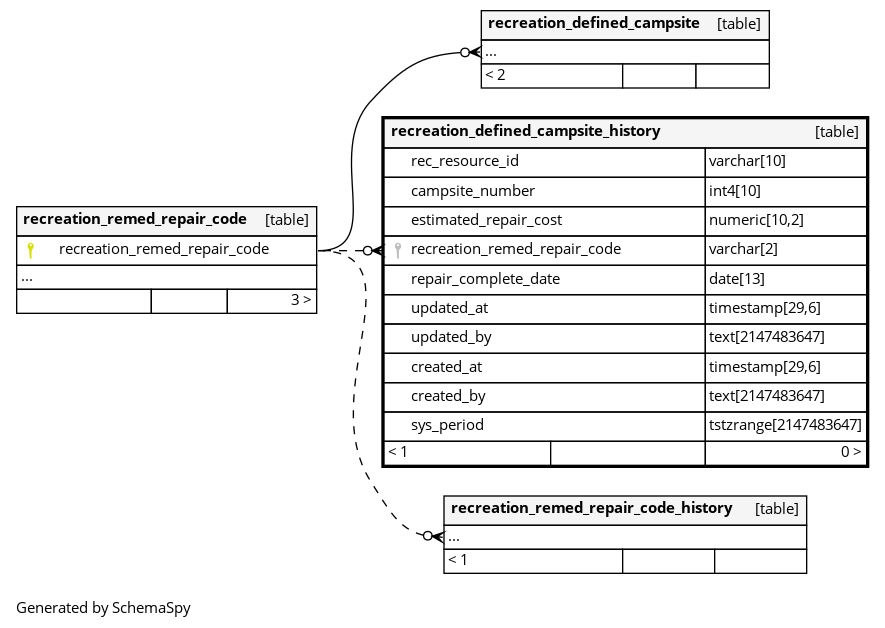 recreation_defined_campsite [table]
...
< 2
recreation_defined_campsite_history [table]
rec_resource_id varchar[10]
campsite_number int4[10]
estimated_repair_cost numeric[10,2]
recreation_remed_repair_code varchar[2]
repair_complete_date date[13]
updated_at timestamp[29,6]
updated_by text[2147483647]
created_at timestamp[29,6]
created_by text[2147483647]
sys_period tstzrange[2147483647]
< 1 0 >
recreation_remed_repair_code [table]
recreation_remed_repair_code
...
3 >
recreation_remed_repair_code_history [table]
...
< 1
Generated by SchemaSpy